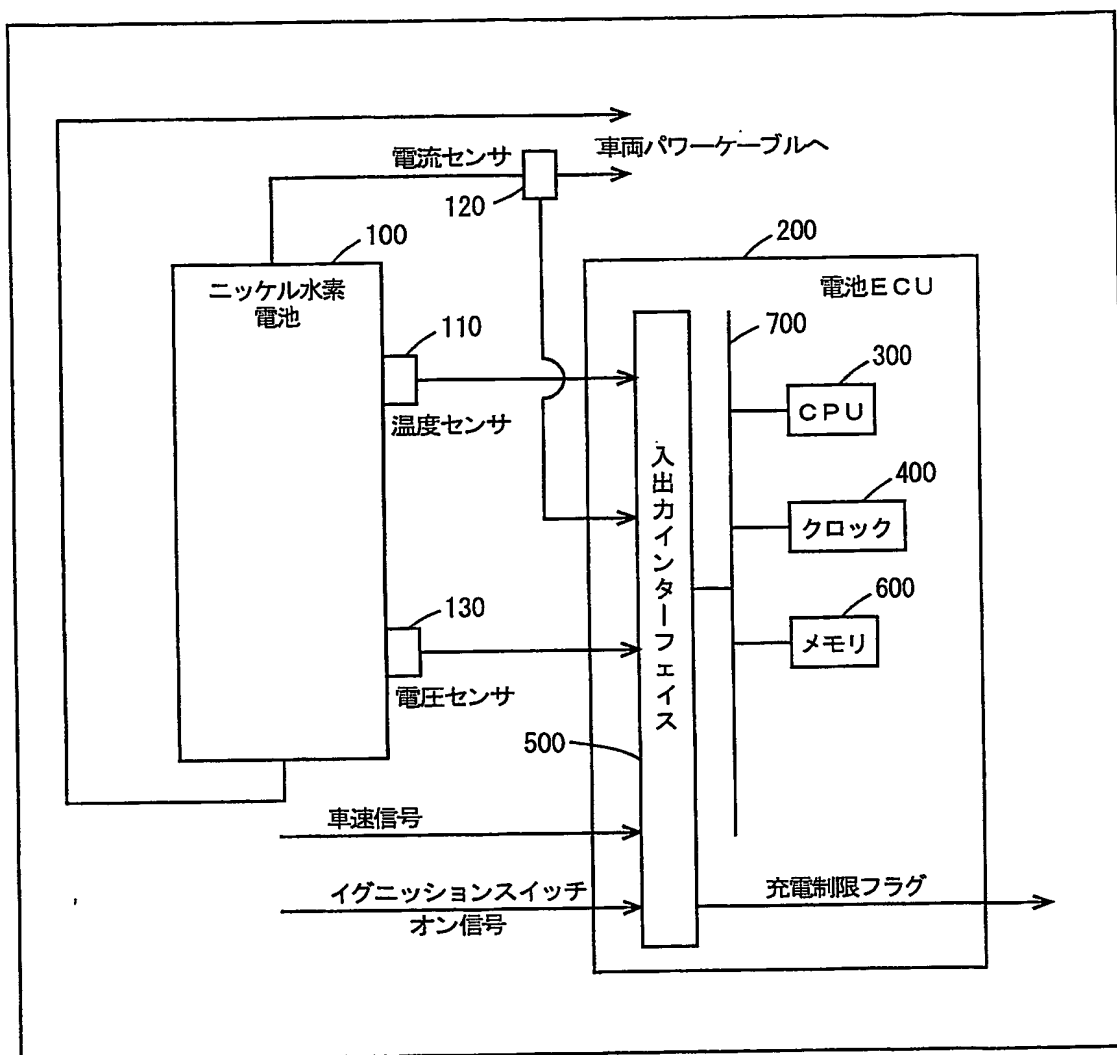 車両パワーケーブルへ
電流センサ
120
100
ニッケル水素
電池
110
温度センサ
130
電圧センサ
200
電池ECU
700
300
CPU
400
クロック
600
メモリ
入出力インターフェイス
500
車速信号
イグニッションスイッチ
オン信号
充電制限フラグ